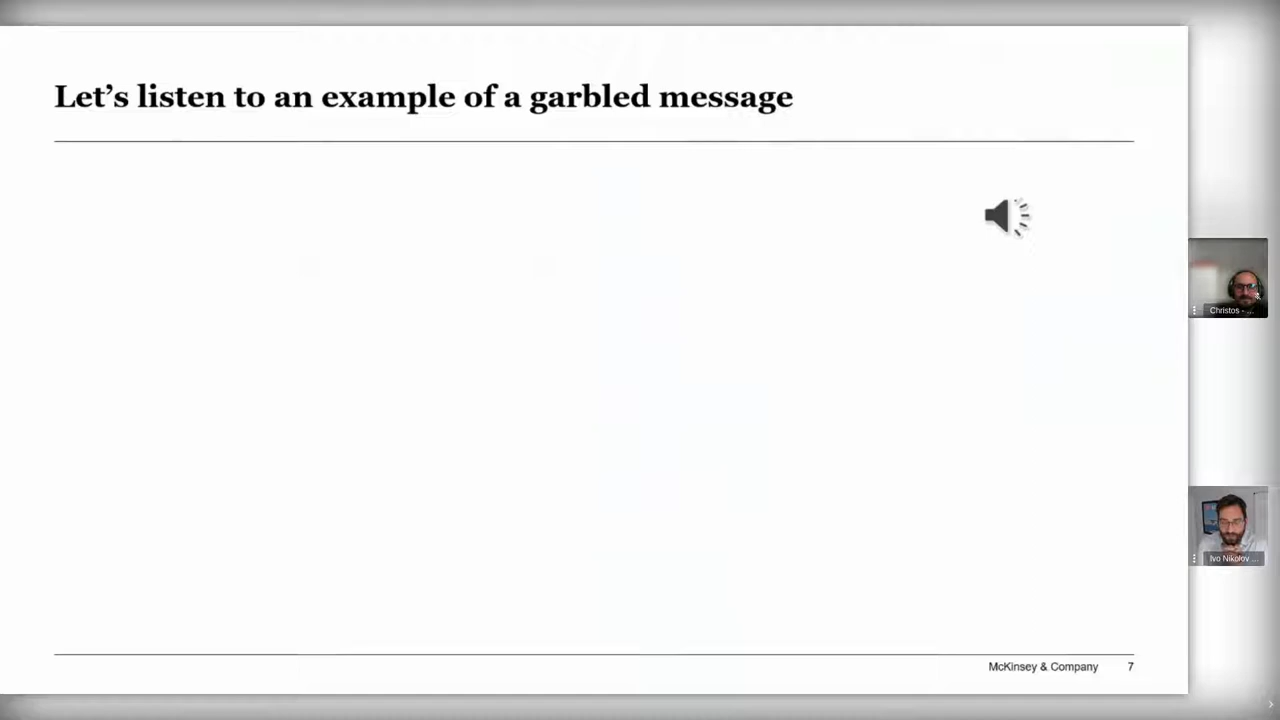 Let’s listen to an example of a garbled message
Christos - ...
Ivo Nikolov ...
McKinsey & Company 7